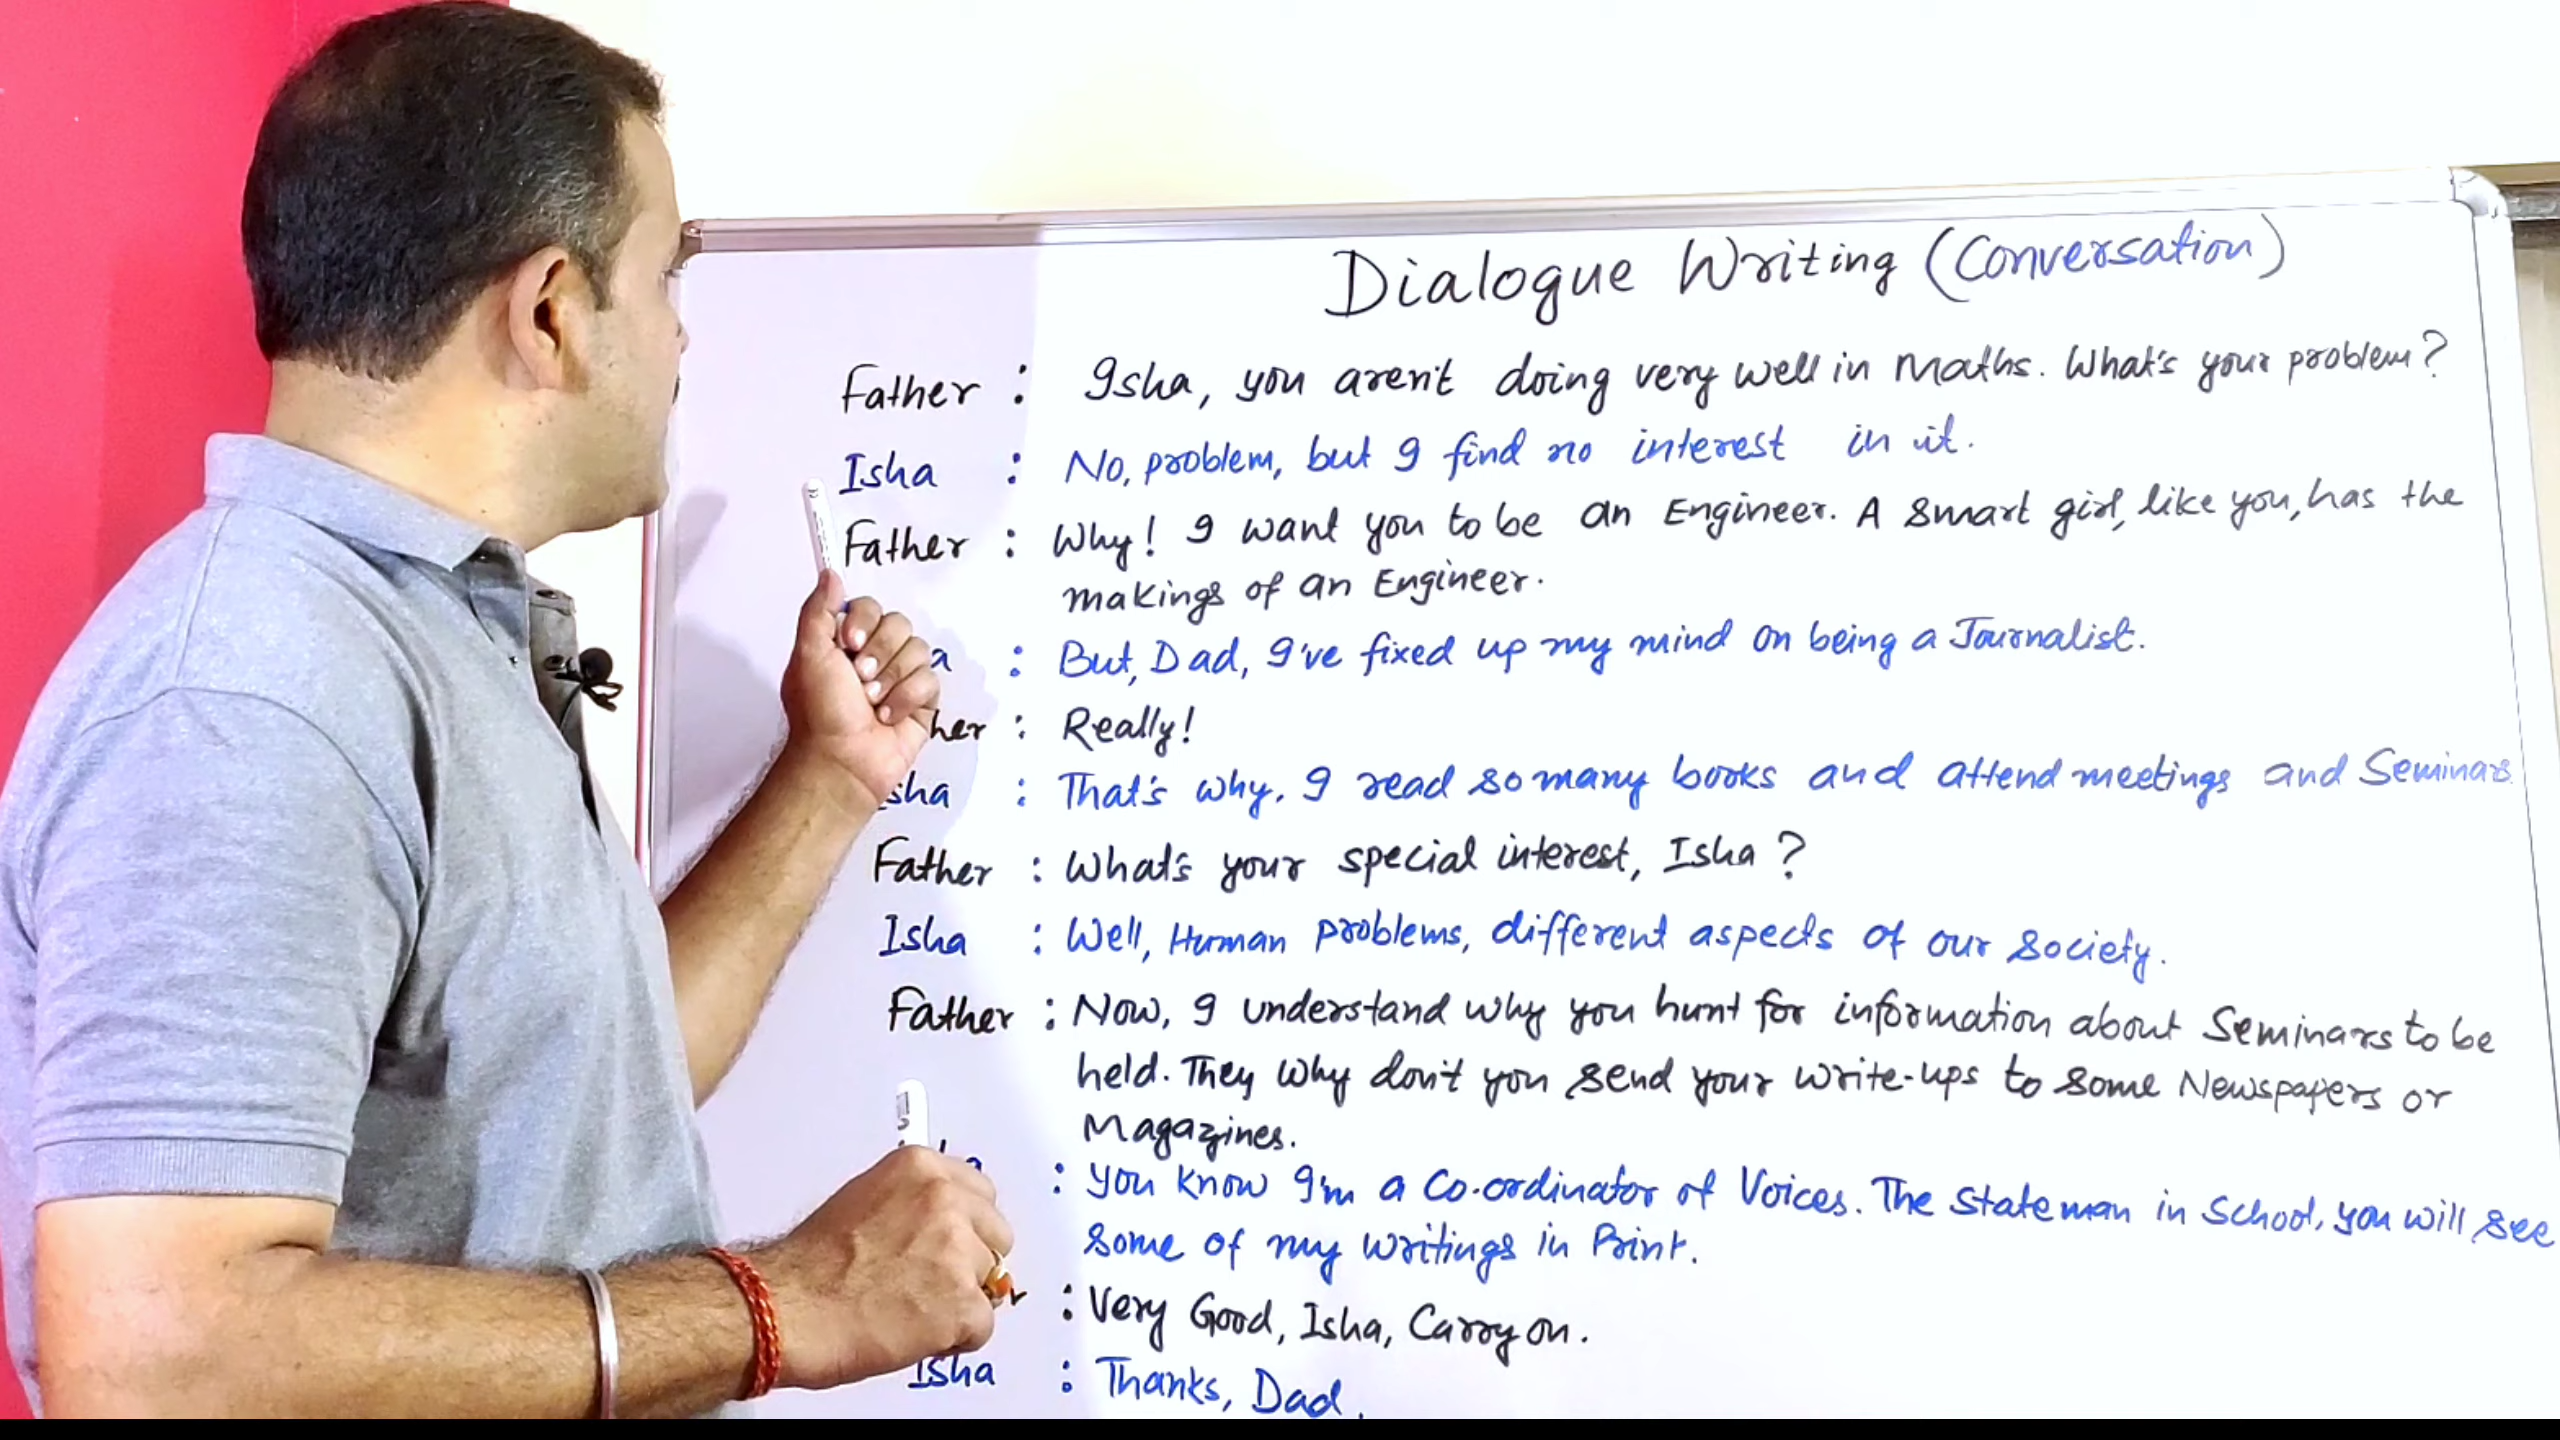 Dialogue Writing (Conversation)
Father : Isha, you aren't doing very well in Maths. What's your problem?
Isha : No, problem, but I find no interest in it.
Father : Why! I want you to be an Engineer. A smart girl, like you, has the
makings of an Engineer.
a : But, Dad, I've fixed up my mind on being a Journalist.
her : Really!
sha : That's why, I read so many books and attend meetings and Seminars
Father : What's your special interest, Isha?
Isha : Well, Human problems, different aspects of our society.
Father : Now, I understand why you hunt for information about Seminars to be
held. They why don't you send your write-ups to some Newspapers or
Magazines.
: You know I'm a Co-ordinator of Voices. The Stateman in School, you will see
some of my writings in Print.
r : Very Good, Isha, Carry on.
Isha : Thanks, Dad.